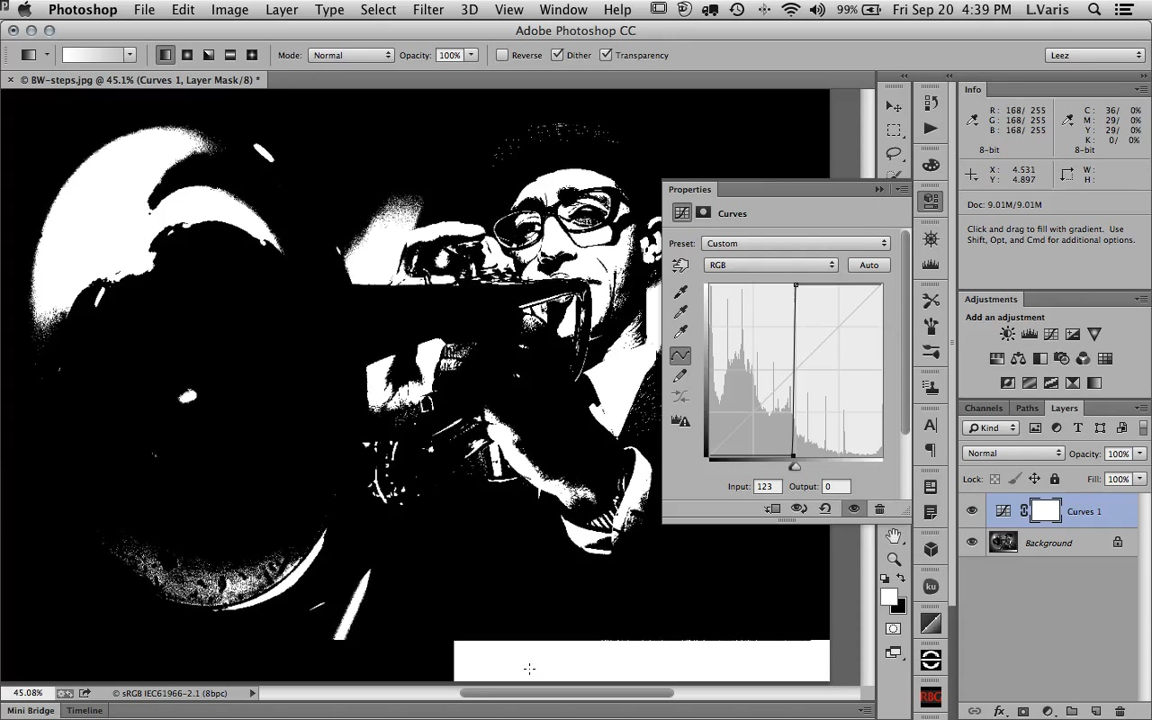 Photoshop File Edit Image Layer Type Select Filter 3D View Window Help 99% Fri Sep 20 4:39 PM L.Varis
Adobe Photoshop CC
Mode: Normal Opacity: 100% Reverse Dither Transparency Leez
© BW-steps.jpg @ 45.1% (Curves 1, Layer Mask/8) *
Info
R: 168/ 255 C: 36/ 0%
G: 168/ 255 M: 29/ 0%
B: 168/ 255 Y: 29/ 0%
K: 0/ 0%
8-bit 8-bit
X: 4.531 W:
Y: 4.897 H:
Doc: 9.01M/9.01M
Click and drag to fill with gradient. Use
Shift, Opt, and Cmd for additional options.
Properties
Curves
Preset: Custom
RGB Auto
Input: 123 Output: 0
Adjustments
Add an adjustment
Channels Paths Layers
Kind
Normal Opacity: 100%
Lock: Fill: 100%
Curves 1
Background
ku
RBG
45.08% © sRGB IEC61966-2.1 (8bpc)
Mini Bridge Timeline
fx